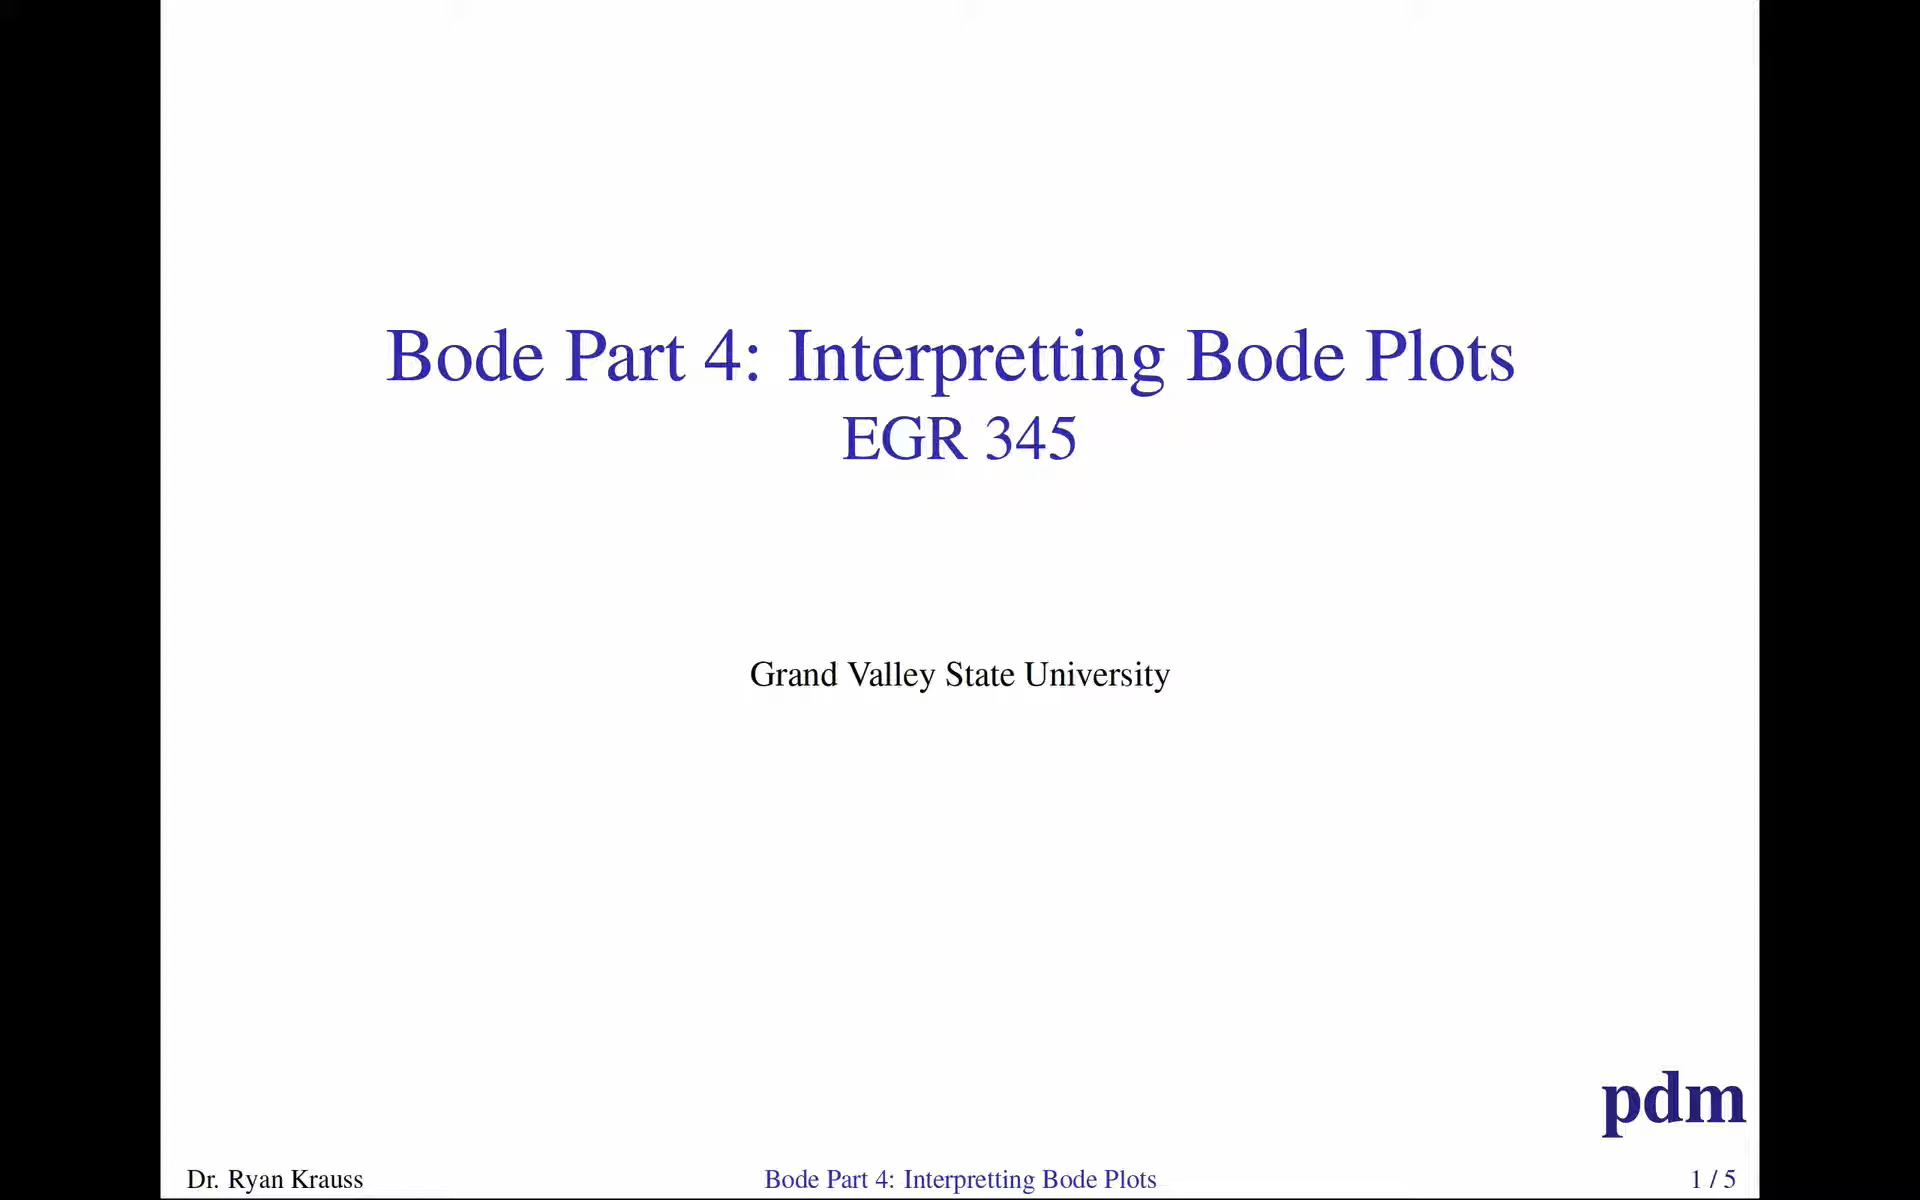 Bode Part 4: Interpretting Bode Plots
EGR 345
Grand Valley State University
pdm
Dr. Ryan Krauss
Bode Part 4: Interpretting Bode Plots
1 / 5